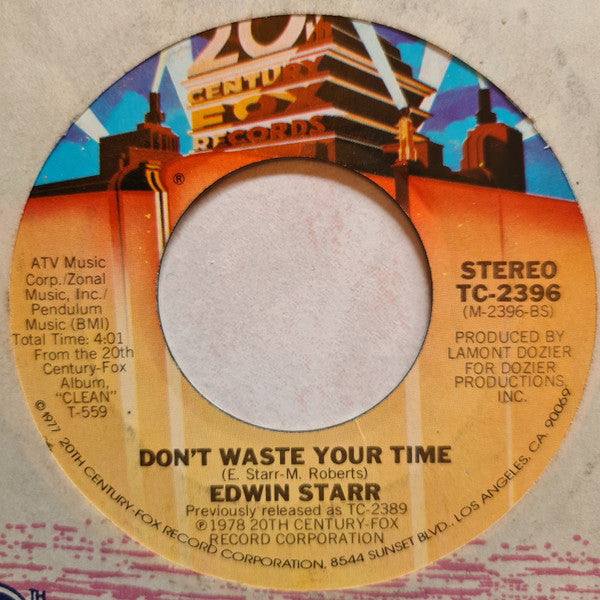 20
CENTURY
FOX
RECORDS
®
ATV Music
Corp./Zonal
Music, Inc./
Pendulum
Music (BMI)
Total Time: 4:01
From the 20th
Century-Fox
Album,
"CLEAN"
T-559
STEREO
TC-2396
(M-2396-BS)
PRODUCED BY
LAMONT DOZIER
FOR DOZIER
PRODUCTIONS,
INC.
DON'T WASTE YOUR TIME
(E. Starr-M. Roberts)
EDWIN STARR
Previously released as TC-2389
℗1978 20TH CENTURY-FOX
RECORD CORPORATION
©1977 20TH CENTURY-FOX RECORD CORPORATION, 8544 SUNSET BLVD., LOS ANGELES, CA. 90069
TH